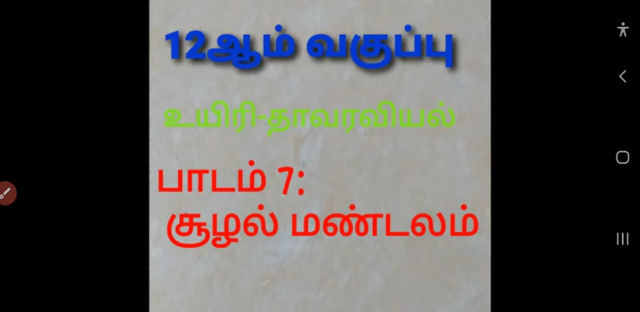 12ஆம் வகுப்பு
உயிரி-தாவரவியல்
பாடம் 7:
சூழல் மண்டலம்